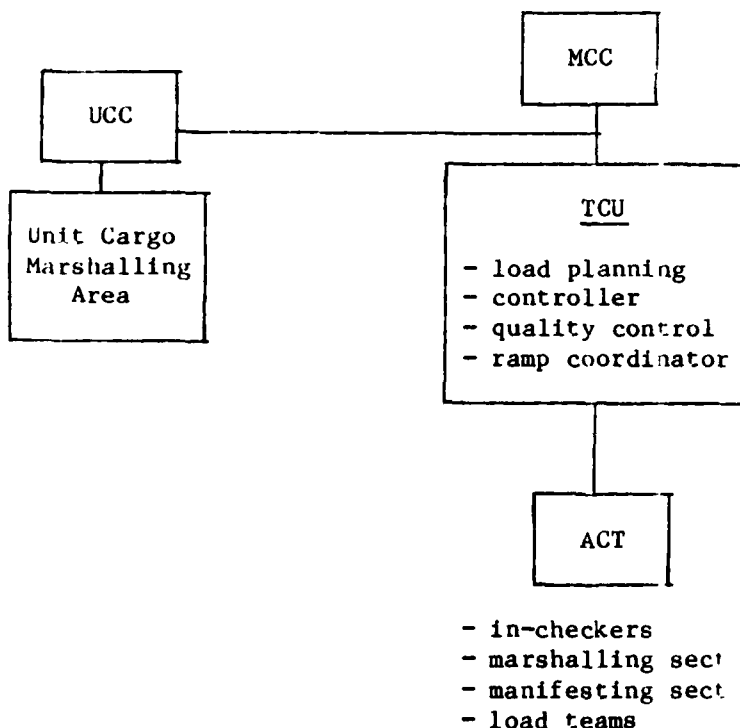 MCC
UCC
Unit Cargo
Marshalling
Area
TCU
- load planning
- controller
- quality control
- ramp coordinator
ACT
- in-checkers
- marshalling sect
- manifesting sect
- load teams